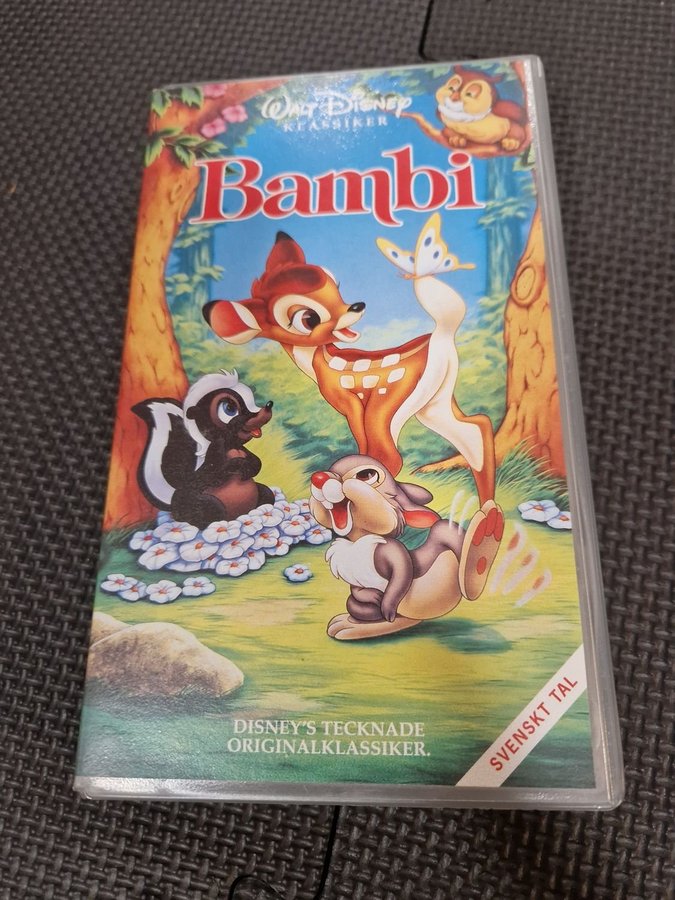 WALT DISNEY
KLASSIKER
Bambi
DISNEY'S TECKNADE
ORIGINALKLASSIKER.
SVENSKT TAL